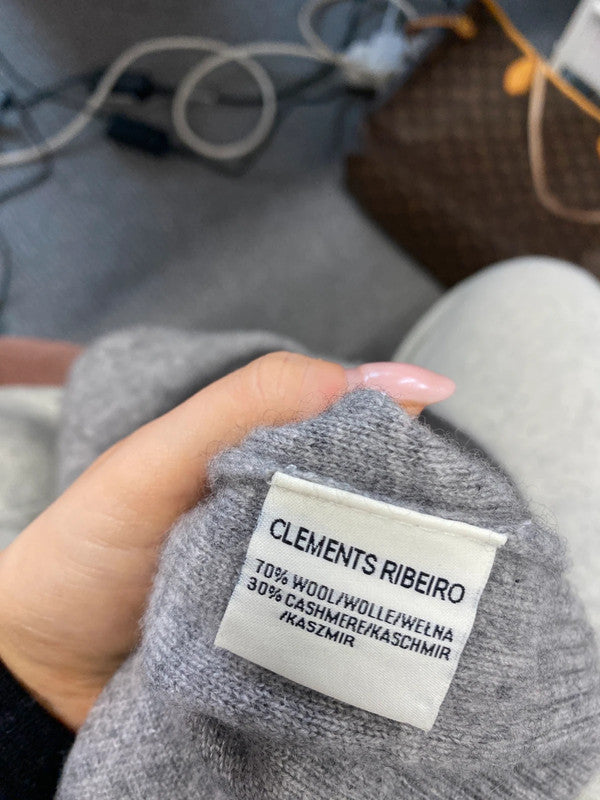 CLEMENTS RIBEIRO
70% WOOL/WOLLE/WEŁNA
30% CASHMERE/KASCHMIR
/KASZMIR